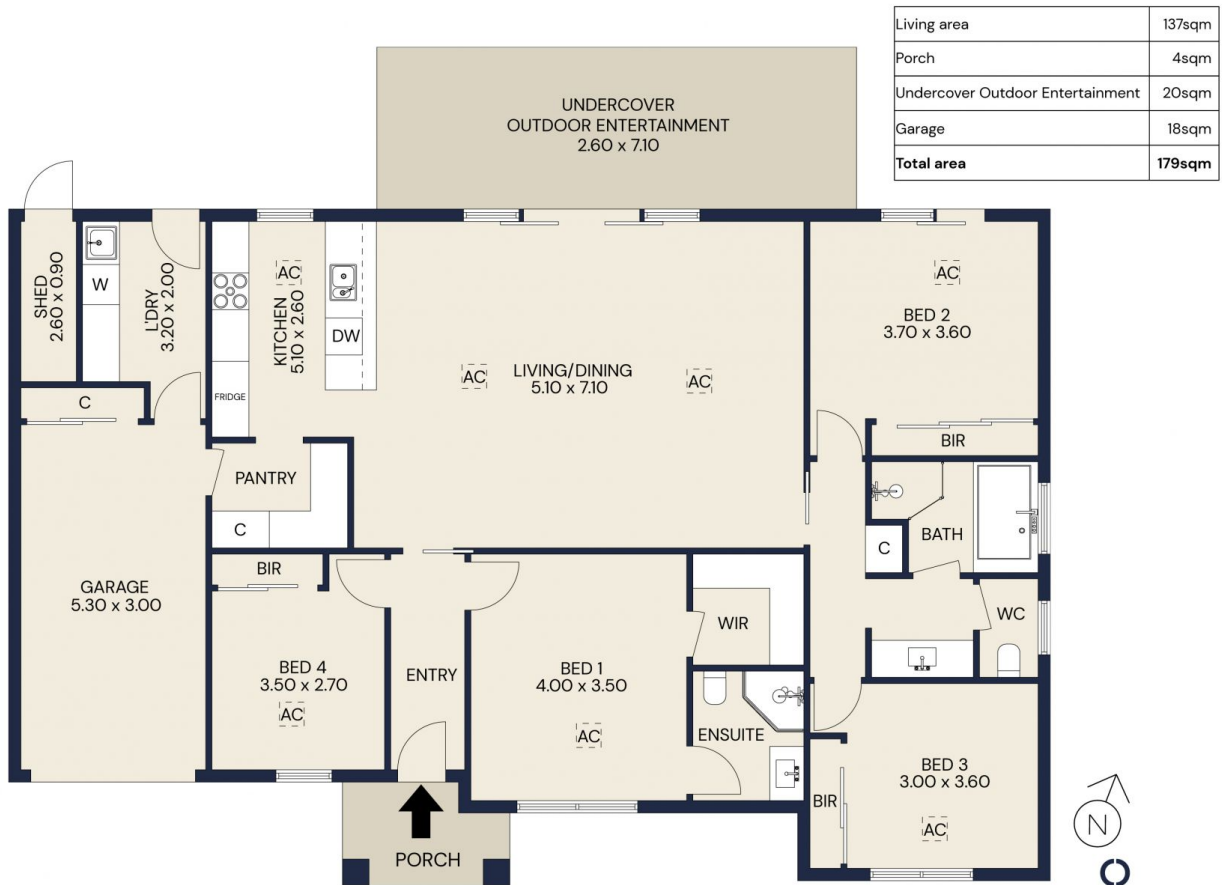 Living area 137sqm
Porch 4sqm
Undercover Outdoor Entertainment 20sqm
Garage 18sqm
Total area 179sqm
UNDERCOVER
OUTDOOR ENTERTAINMENT
2.60 x 7.10
SHED
2.60 x 0.90
W
L'DRY
3.20 x 2.00
C
KITCHEN
5.10 x 2.60
AC
DW
FRIDGE
LIVING/DINING
5.10 x 7.10
AC
AC
AC
BED 2
3.70 x 3.60
BIR
PANTRY
C
GARAGE
5.30 x 3.00
BIR
BED 4
3.50 x 2.70
AC
ENTRY
BED 1
4.00 x 3.50
AC
WIR
ENSUITE
C
BATH
WC
BED 3
3.00 x 3.60
BIR
AC
PORCH
N